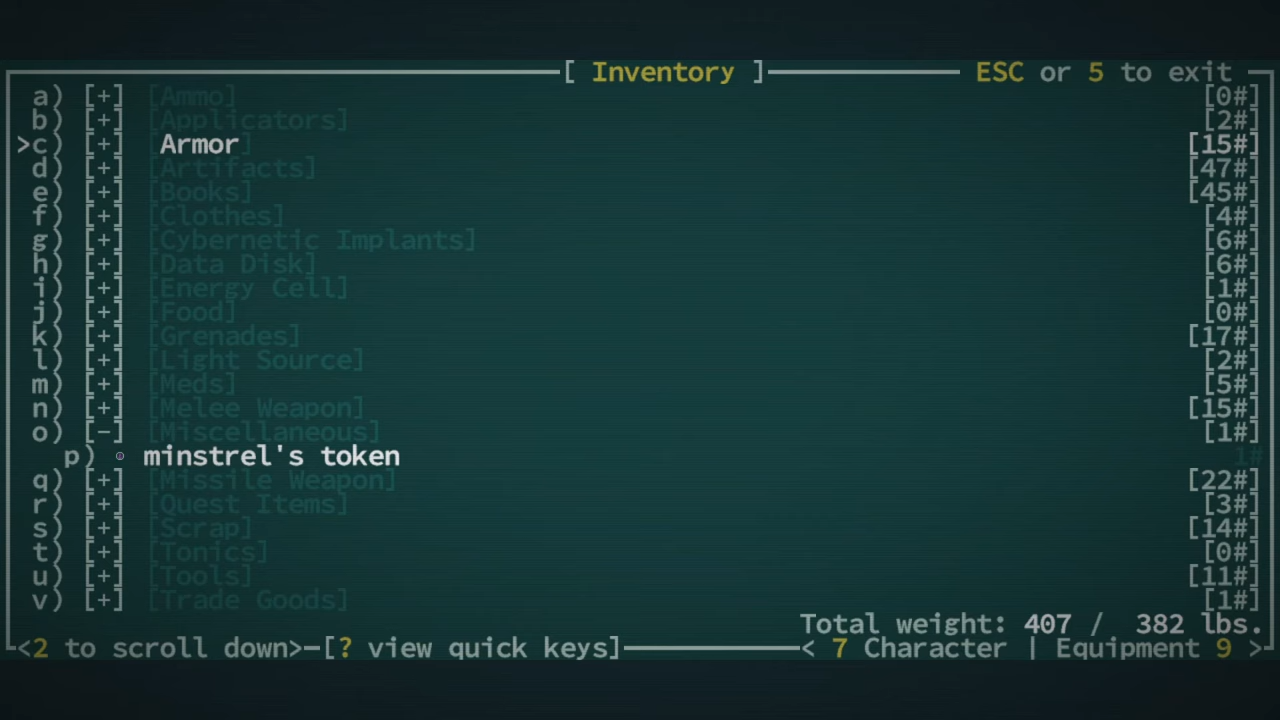 [ Inventory ] ESC or 5 to exit
a) [+] [Ammo] [0#]
b) [+] [Applicators] [2#]
>c) [+] Armor] [15#]
d) [+] [Artifacts] [47#]
e) [+] [Books] [45#]
f) [+] [Clothes] [4#]
g) [+] [Cybernetic Implants] [6#]
h) [+] [Data Disk] [6#]
i) [+] [Energy Cell] [1#]
j) [+] [Food] [0#]
k) [+] [Grenades] [17#]
l) [+] [Light Source] [2#]
m) [+] [Meds] [5#]
n) [+] [Melee Weapon] [15#]
o) [-] [Miscellaneous] [1#]
p) minstrel's token 1#
q) [+] [Missile Weapon] [22#]
r) [+] [Quest Items] [3#]
s) [+] [Scrap] [14#]
t) [+] [Tonics] [0#]
u) [+] [Tools] [11#]
v) [+] [Trade Goods] [1#]
Total weight: 407 / 382 lbs.
<2 to scroll down> [? view quick keys] < 7 Character | Equipment 9 >